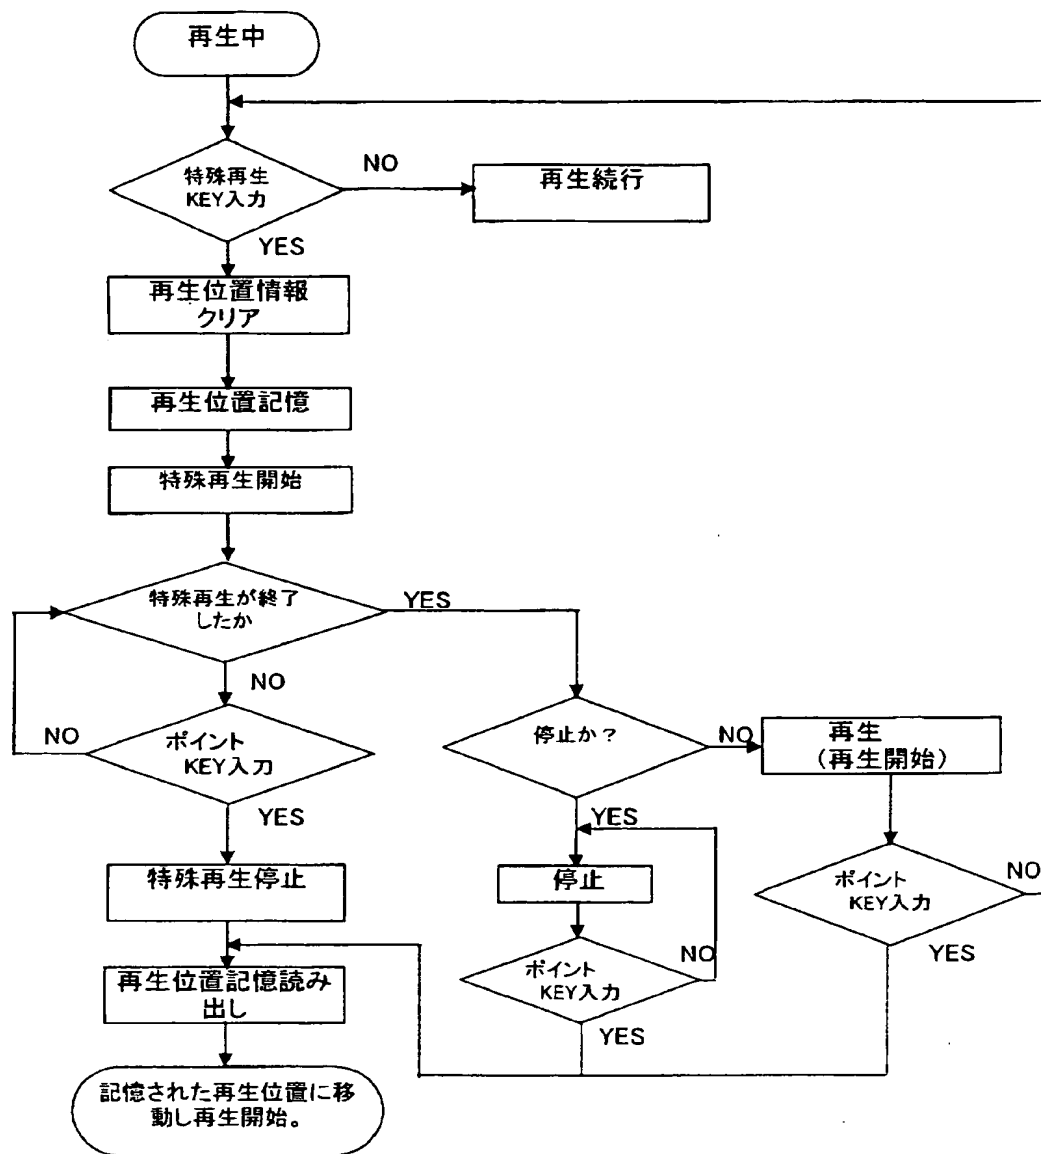 再生中
特殊再生
KEY入力
NO
再生続行
YES
再生位置情報
クリア
再生位置記憶
特殊再生開始
特殊再生が終了
したか
YES
NO
ポイント
KEY入力
NO
YES
停止か？
NO
再生
（再生開始）
YES
特殊再生停止
停止
ポイント
KEY入力
NO
YES
ポイント
KEY入力
NO
YES
再生位置記憶読み
出し
記憶された再生位置に移
動し再生開始。